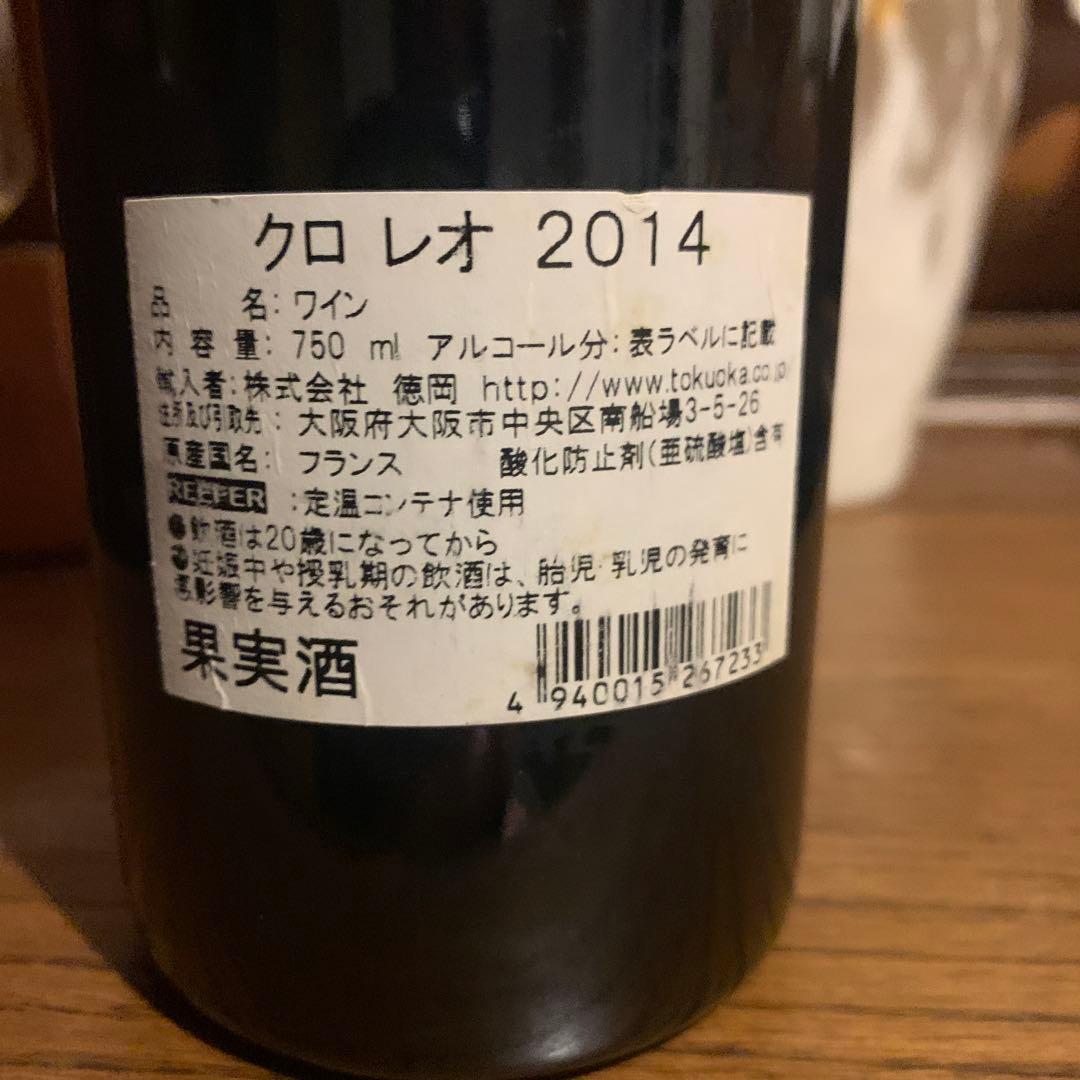 クロ レオ 2014
品 名: ワイン
内 容 量: 750 ml アルコール分: 表ラベルに記載
輸入者: 株式会社 徳岡 http://www.tokuoka.co.jp
住所及び引取先 : 大阪府大阪市中央区南船場3-5-26
原産国名: フランス 酸化防止剤(亜硫酸塩)含有
REEFER :定温コンテナ使用
●飲酒は20歳になってから
●妊娠中や授乳期の飲酒は、胎児・乳児の発育に
悪影響を与えるおそれがあります。
果実酒
4 940015 267233